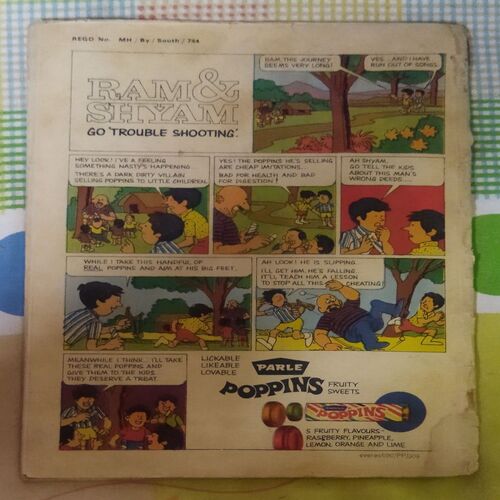 REGD No. MH / By / South / 754
RAM &
SHYAM
GO 'TROUBLE SHOOTING'.
RAM, THIS JOURNEY
SEEMS VERY LONG!
YES... AND I HAVE
RUN OUT OF SONGS.
HEY LOOK! I'VE A FEELING
SOMETHING NASTY'S HAPPENING.
THERE'S A DARK DIRTY VILLAIN
SELLING POPPINS TO LITTLE CHILDREN.
YES! THE POPPINS HE'S SELLING
ARE CHEAP IMITATIONS...
BAD FOR HEALTH AND BAD
FOR DIGESTION!
AH SHYAM,
GO TELL THE KIDS
ABOUT THIS MAN'S
WRONG DEEDS...
WHILE I TAKE THIS HANDFUL OF
REAL POPPINS AND AIM AT HIS BIG FEET.
AH LOOK! HE IS SLIPPING.
I'LL GET HIM. HE'S FALLING.
IT'LL TEACH HIM A LESSON
TO STOP ALL THIS CHEATING!
MEANWHILE I THINK... I'LL TAKE
THESE REAL POPPINS AND
GIVE THEM TO THE KIDS.
THEY DESERVE A TREAT.
LICKABLE
LIKEABLE
LOVABLE
PARLE
POPPINS
FRUITY
SWEETS
POPPINS
5 FRUITY FLAVOURS—
RASPBERRY, PINEAPPLE,
LEMON, ORANGE AND LIME